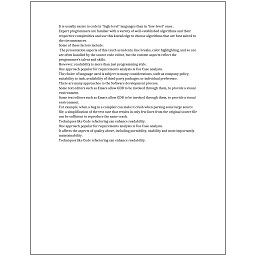 It is usually easier to code in "high-level" languages than in "low-level" ones.
Expert programmers are familiar with a variety of well-established algorithms and their
respective complexities and use this knowledge to choose algorithms that are best suited to
the circumstances.
Some of these factors include:
The presentation aspects of this (such as indents, line breaks, color highlighting, and so on)
are often handled by the source code editor, but the content aspects reflect the
programmer's talent and skills.
However, readability is more than just programming style.
One approach popular for requirements analysis is Use Case analysis.
The choice of language used is subject to many considerations, such as company policy,
suitability to task, availability of third-party packages, or individual preference.
There are many approaches to the Software development process.
Some text editors such as Emacs allow GDB to be invoked through them, to provide a visual
environment.
Some text editors such as Emacs allow GDB to be invoked through them, to provide a visual
environment.
For example, when a bug in a compiler can make it crash when parsing some large source
file, a simplification of the test case that results in only few lines from the original source file
can be sufficient to reproduce the same crash.
Techniques like Code refactoring can enhance readability.
One approach popular for requirements analysis is Use Case analysis.
It affects the aspects of quality above, including portability, usability and most importantly
maintainability.
Techniques like Code refactoring can enhance readability.